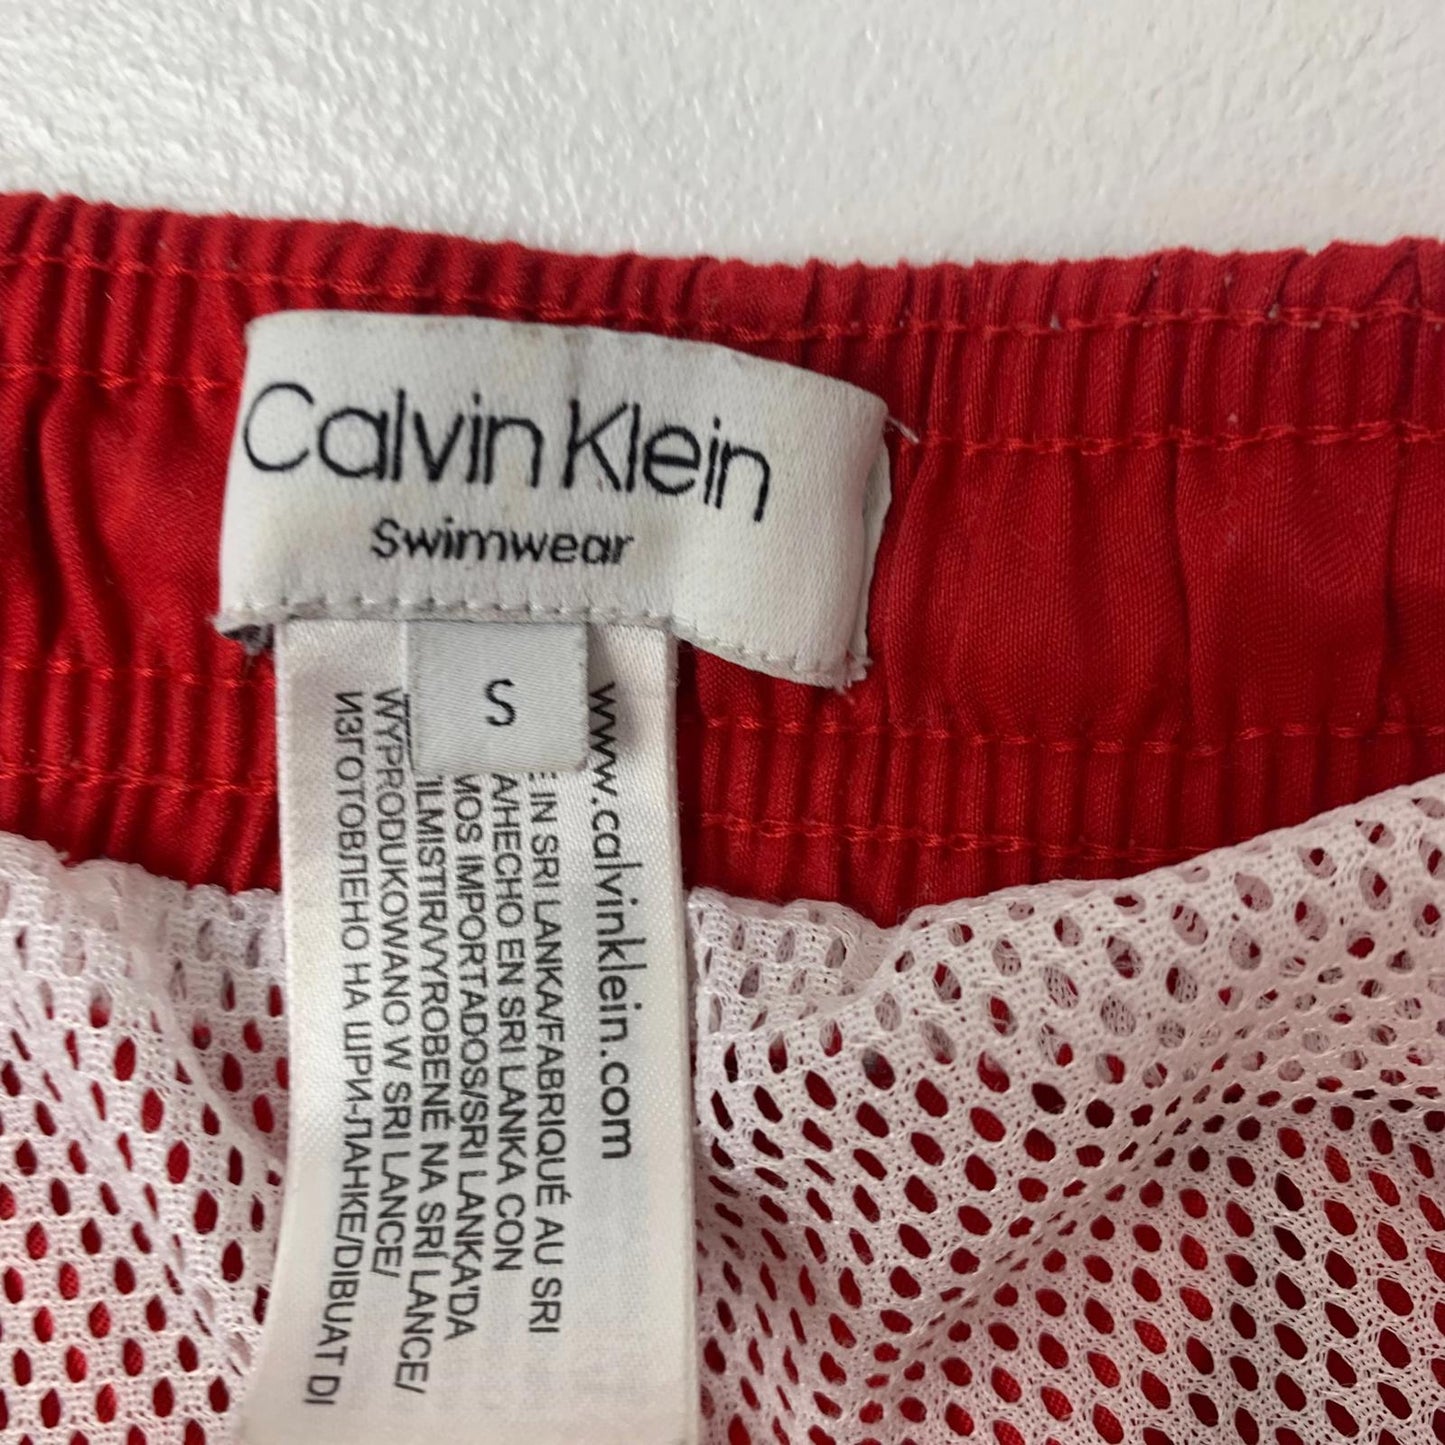 Calvin Klein
Swimwear
S
www.calvinklein.com
E IN SRI LANKA/FABRIQUÉ AU SRI
A/HECHO EN SRI LANKA CON
MOS IMPORTADOS/SRI LANKA'DA
ILMISTIR/VYROBENÉ NA SRÍ LANCE/
WYPRODUKOWANO W SRI LANCE/
ИЗГОТОВЛЕНО НА ШРИ-ЛАНКЕ/DIBUAT DI